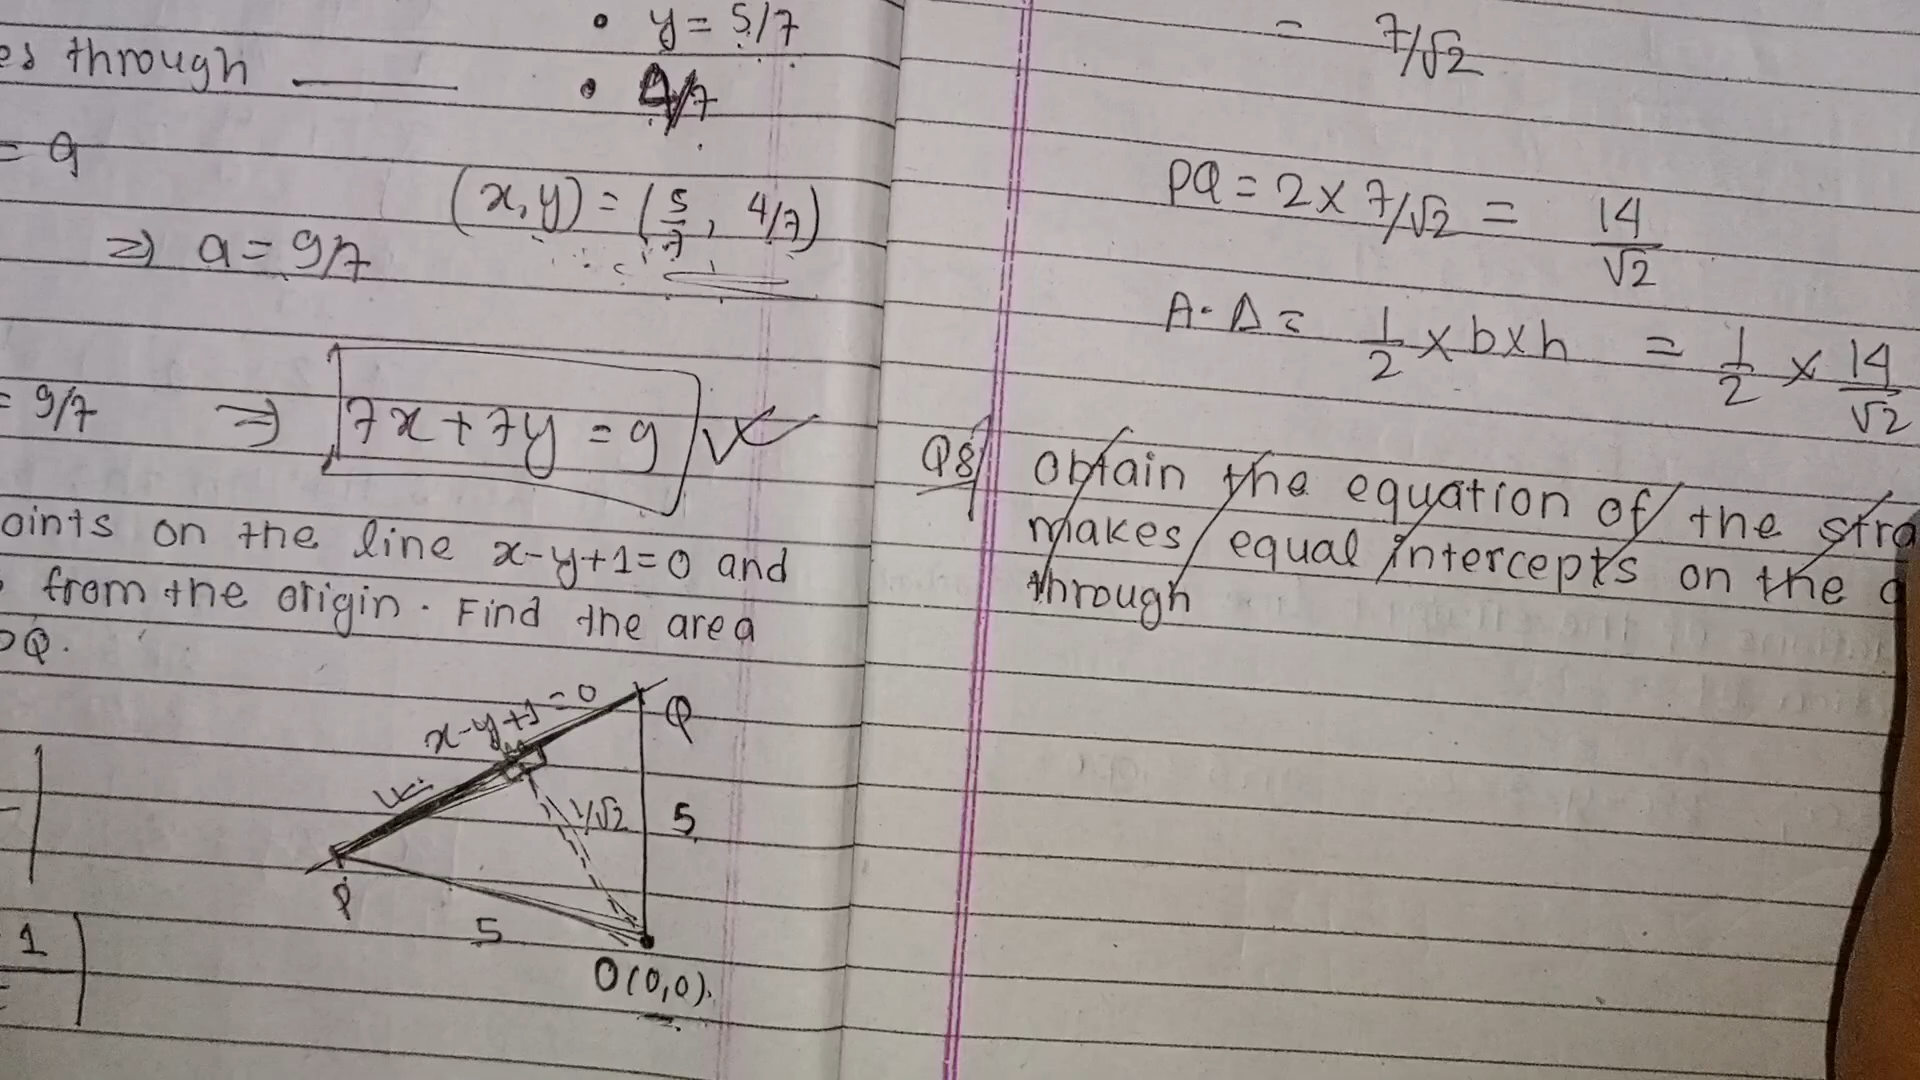 • y = 5/7
es through ———
• 4/7
= 9
(x, y) = (5/7, 4/7)
⇒ a = 9/7
= 9/7 ⇒ 7x + 7y = 9
oints on the line x-y+1=0 and
from the origin. Find the area
PQ.
x-y+1=0
Q
1/√2
5
P
5
1
O(0,0).
= 7/√2
PQ = 2 × 7/√2 = 14/√2
A. Δ = 1/2 × b × h = 1/2 × 14/√2
Q8 obtain the equation of the stra
makes equal intercepts on the a
through